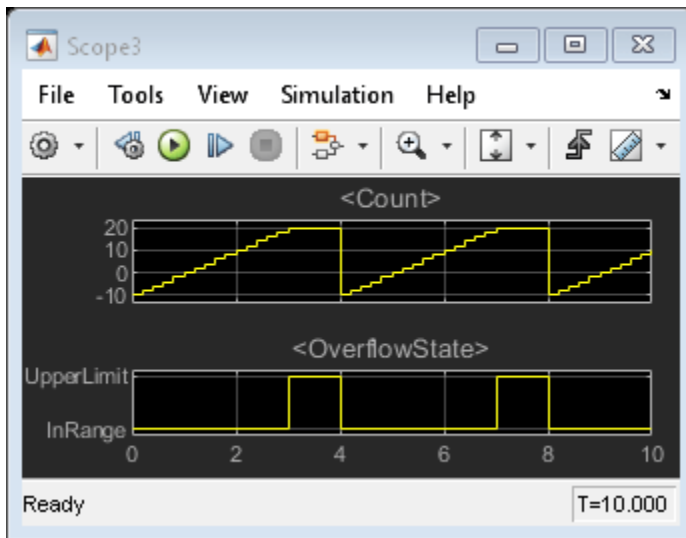 Scope3
File Tools View Simulation Help
<Count>
20
10
0
-10
<OverflowState>
UpperLimit
InRange
0 2 4 6 8 10
Ready T=10.000